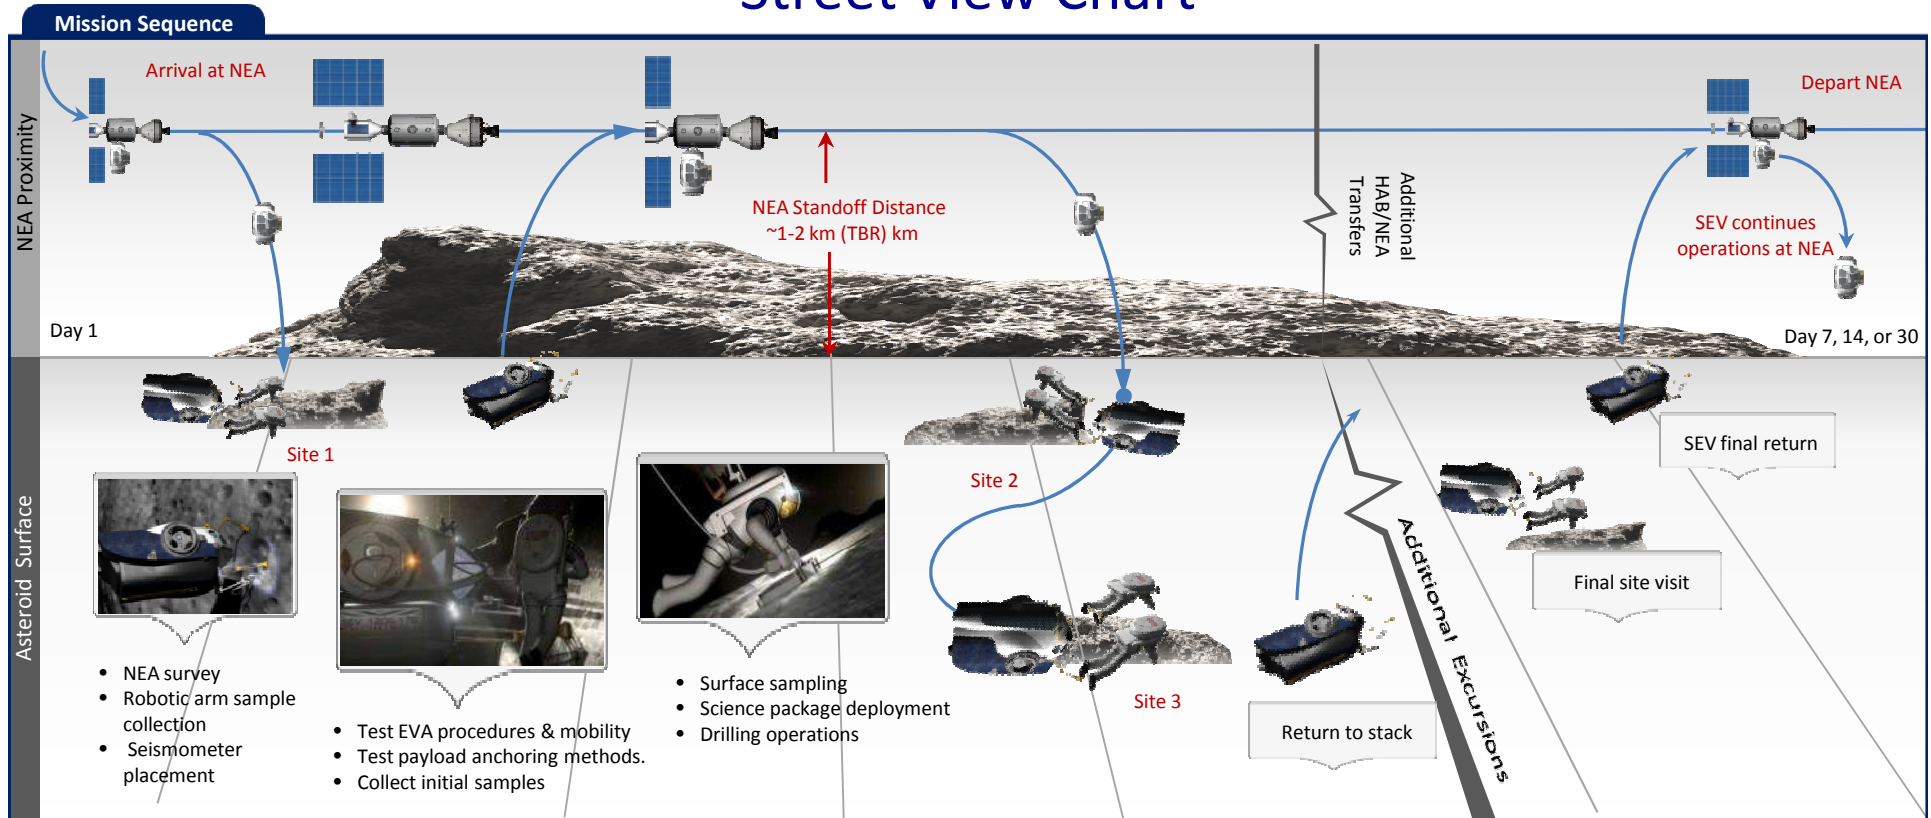 Street View Chart
Mission Sequence
NEA Proximity
Arrival at NEA
Depart NEA
NEA Standoff Distance
~1-2 km (TBR) km
Additional
HAB/NEA
Transfers
SEV continues
operations at NEA
Day 1
Day 7, 14, or 30
Asteroid Surface
Site 1
Site 2
Site 3
SEV final return
Final site visit
Return to stack
Additional Excursions
• NEA survey
• Robotic arm sample
collection
• Seismometer
placement
• Test EVA procedures & mobility
• Test payload anchoring methods.
• Collect initial samples
• Surface sampling
• Science package deployment
• Drilling operations